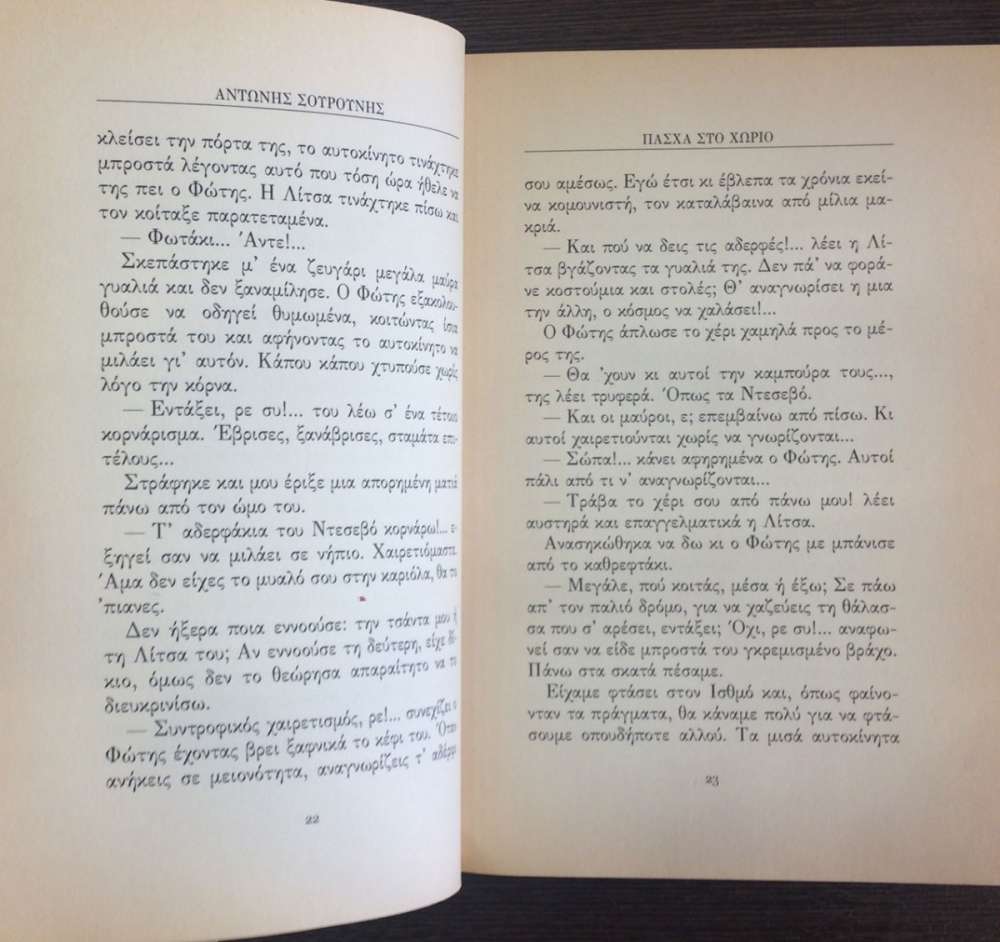 ΑΝΤΩΝΗΣ ΣΟΥΡΟΥΝΗΣ
κλείσει την πόρτα της, το αυτοκίνητο τινάχτηκε
μπροστά λέγοντας αυτό που τόση ώρα ήθελε να
της πει ο Φώτης. Η Λίτσα τινάχτηκε πίσω και
τον κοίταξε παρατεταμένα.
— Φωτάκι... Άντε!...
Σκεπάστηκε μ' ένα ζευγάρι μεγάλα μαύρα
γυαλιά και δεν ξαναμίλησε. Ο Φώτης εξακολου-
θούσε να οδηγεί θυμωμένα, κοιτώντας ίσια
μπροστά του και αφήνοντας το αυτοκίνητο να
μιλάει γι' αυτόν. Κάπου κάπου χτυπούσε χωρίς
λόγο την κόρνα.
— Εντάξει, ρε συ!... του λέω σ' ένα τέτοιο
κορνάρισμα. Έβρισες, ξανάβρισες, σταμάτα επι-
τέλους...
Στράφηκε και μου έριξε μια απορημένη ματιά
πάνω από τον ώμο του.
— Τ' αδερφάκια του Ντεσεβό κορνάρω!... ε-
ξηγεί σαν να μιλάει σε νήπιο. Χαιρετιόμαστε.
Άμα δεν είχες το μυαλό σου στην καριόλα, θα το
'πιανες.
Δεν ήξερα ποια εννοούσε: την τσάντα μου ή
τη Λίτσα του; Αν εννοούσε τη δεύτερη, είχε δί-
κιο, όμως δεν το θεώρησα απαραίτητο να το
διευκρινίσω.
— Συντροφικός χαιρετισμός, ρε!... συνεχίζει ο
Φώτης έχοντας βρει ξαφνικά το κέφι του. Όταν
ανήκεις σε μειονότητα, αναγνωρίζεις τ' αδέρφια
22
ΠΑΣΧΑ ΣΤΟ ΧΩΡΙΟ
σου αμέσως. Εγώ έτσι κι έβλεπα τα χρόνια εκεί-
να κομουνιστή, τον καταλάβαινα από μίλια μα-
κριά.
— Και πού να δεις τις αδερφές!... λέει η Λί-
τσα βγάζοντας τα γυαλιά της. Δεν πά' να φορά-
νε κοστούμια και στολές; Θ' αναγνωρίσει η μια
την άλλη, ο κόσμος να χαλάσει!...
Ο Φώτης άπλωσε το χέρι χαμηλά προς το μέ-
ρος της.
— Θα 'χουν κι αυτοί την καμπούρα τους...,
της λέει τρυφερά. Όπως τα Ντεσεβό.
— Και οι μαύροι, ε; επεμβαίνω από πίσω. Κι
αυτοί χαιρετιούνται χωρίς να γνωρίζονται...
— Σώπα!... κάνει αφηρημένα ο Φώτης. Αυτοί
πάλι από τι ν' αναγνωρίζονται...
— Τράβα το χέρι σου από πάνω μου! λέει
αυστηρά και επαγγελματικά η Λίτσα.
Ανασηκώθηκα να δω κι ο Φώτης με μπάνισε
από το καθρεφτάκι.
— Μεγάλε, πού κοιτάς, μέσα ή έξω; Σε πάω
απ' τον παλιό δρόμο, για να χαζεύεις τη θάλασ-
σα που σ' αρέσει, εντάξει; Όχι, ρε συ!... αναφω-
νεί σαν να είδε μπροστά του γκρεμισμένο βράχο.
Πάνω στα σκατά πέσαμε.
Είχαμε φτάσει στον Ισθμό και, όπως φαίνο-
νταν τα πράγματα, θα κάναμε πολύ για να φτά-
σουμε οπουδήποτε αλλού. Τα μισά αυτοκίνητα
23